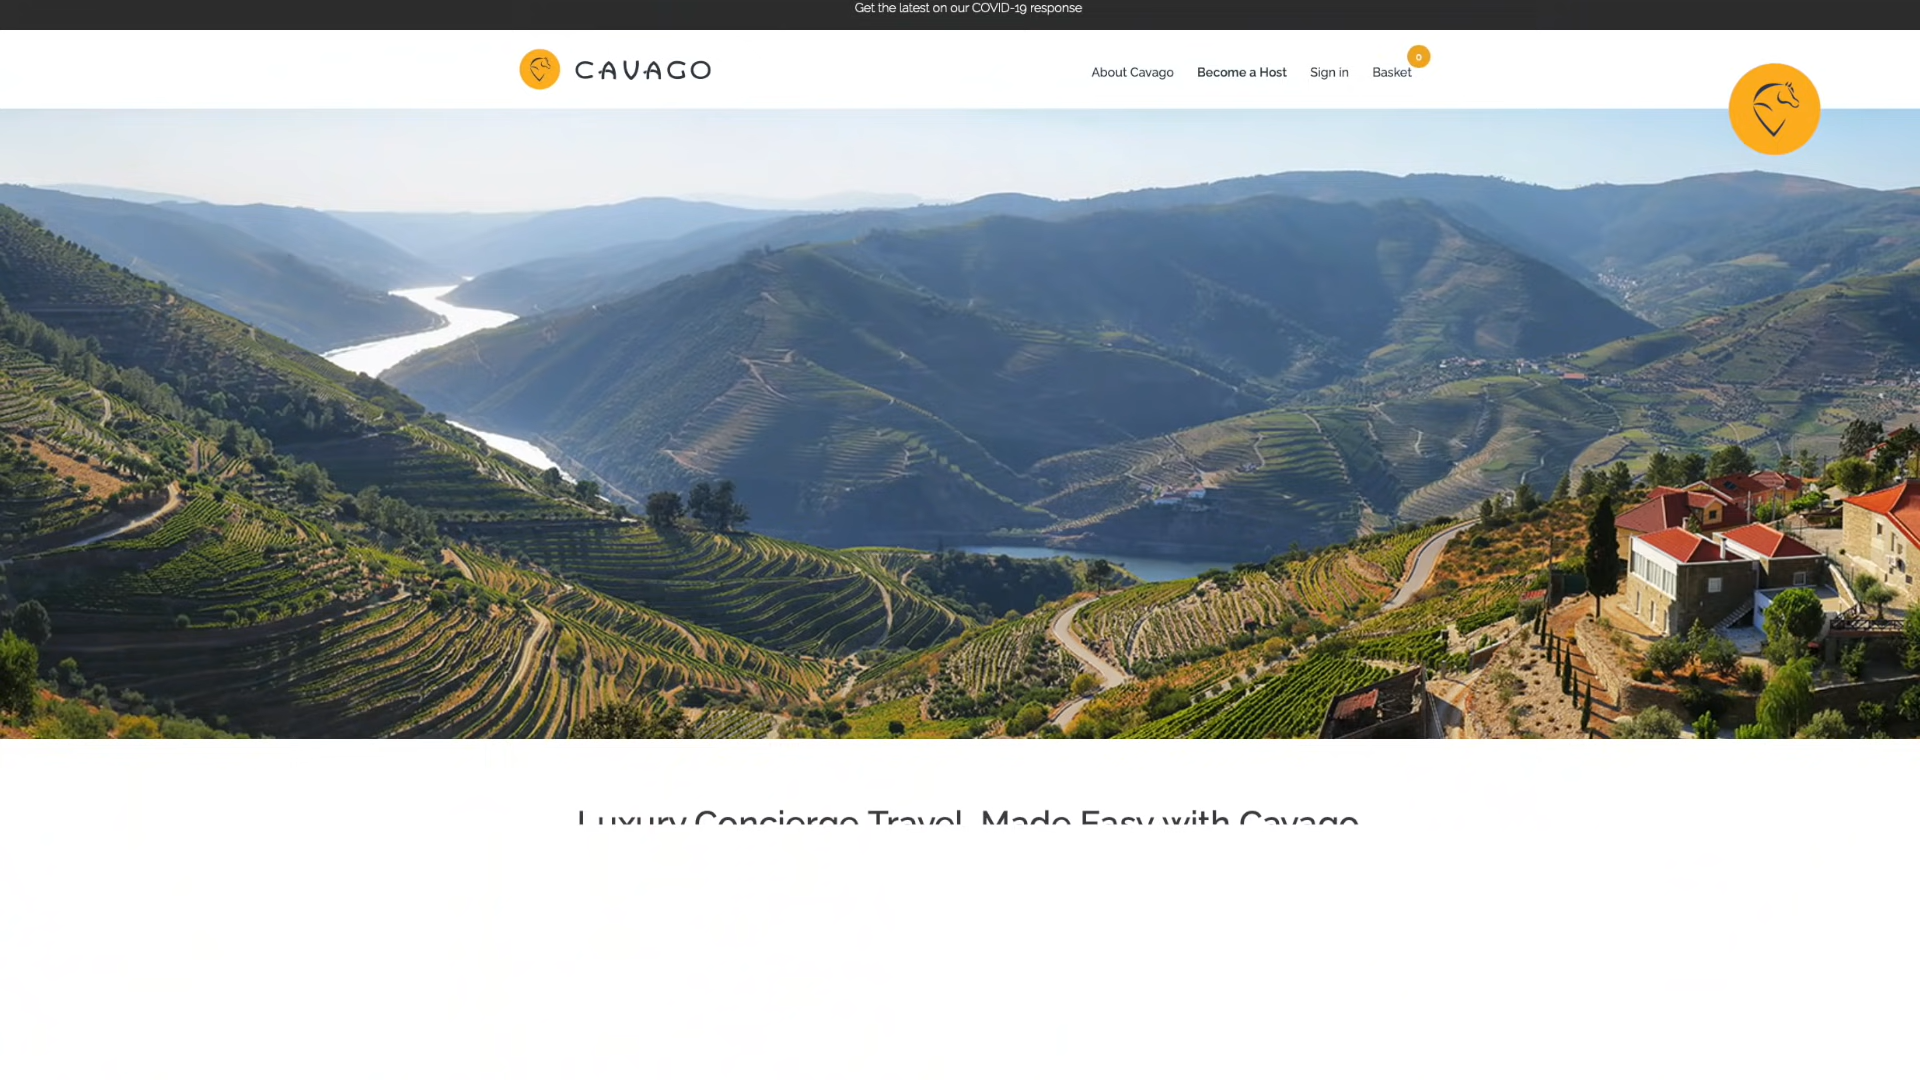 Get the latest on our COVID-19 response
CAVAGO
About Cavago
Become a Host
Sign in
Basket
0
Luxury Concierge Travel, Made Easy with Cavago